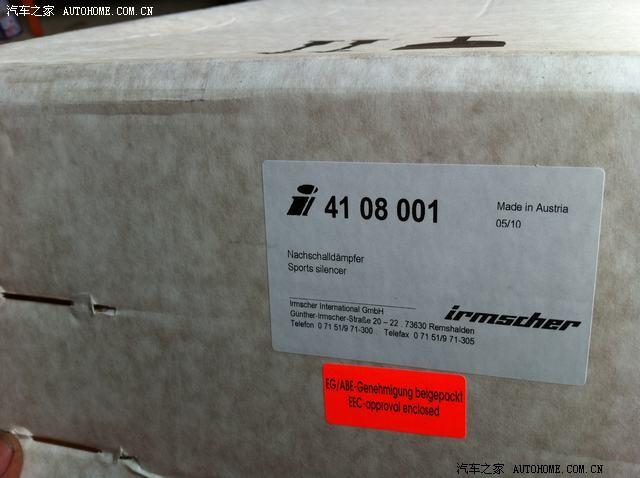 汽车之家 AUTOHOME.COM.CN
i 41 08 001
Made in Austria
05/10
Nachschalldämpfer
Sports silencer
Irmscher International GmbH
Günther-Irmscher-Straße 20 – 22 . 73630 Remshalden
Telefon 0 71 51/9 71-300 Telefax 0 71 51/9 71-305
irmscher
EG/ABE-Genehmigung beigepackt
EEC-approval enclosed
汽车之家 AUTOHOME.COM.CN